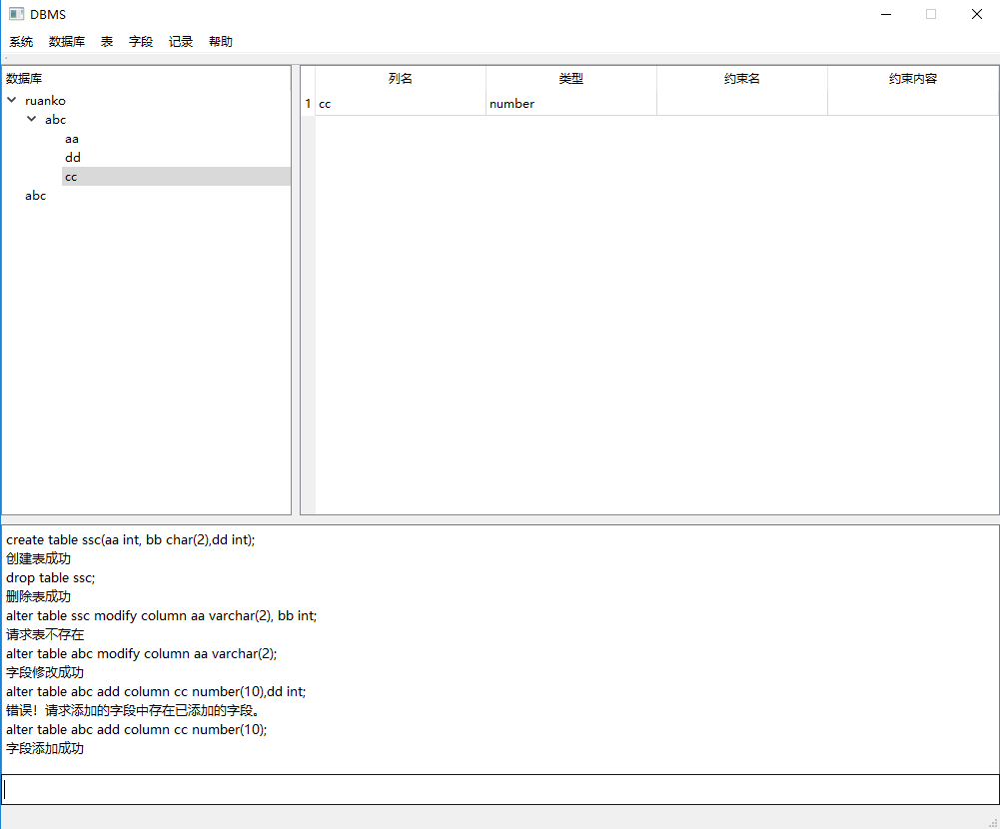 DBMS
系统 数据库 表 字段 记录 帮助
数据库
ruanko
abc
aa
dd
cc
abc
列名 类型 约束名 约束内容
1 cc number
create table ssc(aa int, bb char(2),dd int);
创建表成功
drop table ssc;
删除表成功
alter table ssc modify column aa varchar(2), bb int;
请求表不存在
alter table abc modify column aa varchar(2);
字段修改成功
alter table abc add column cc number(10),dd int;
错误！请求添加的字段中存在已添加的字段。
alter table abc add column cc number(10);
字段添加成功